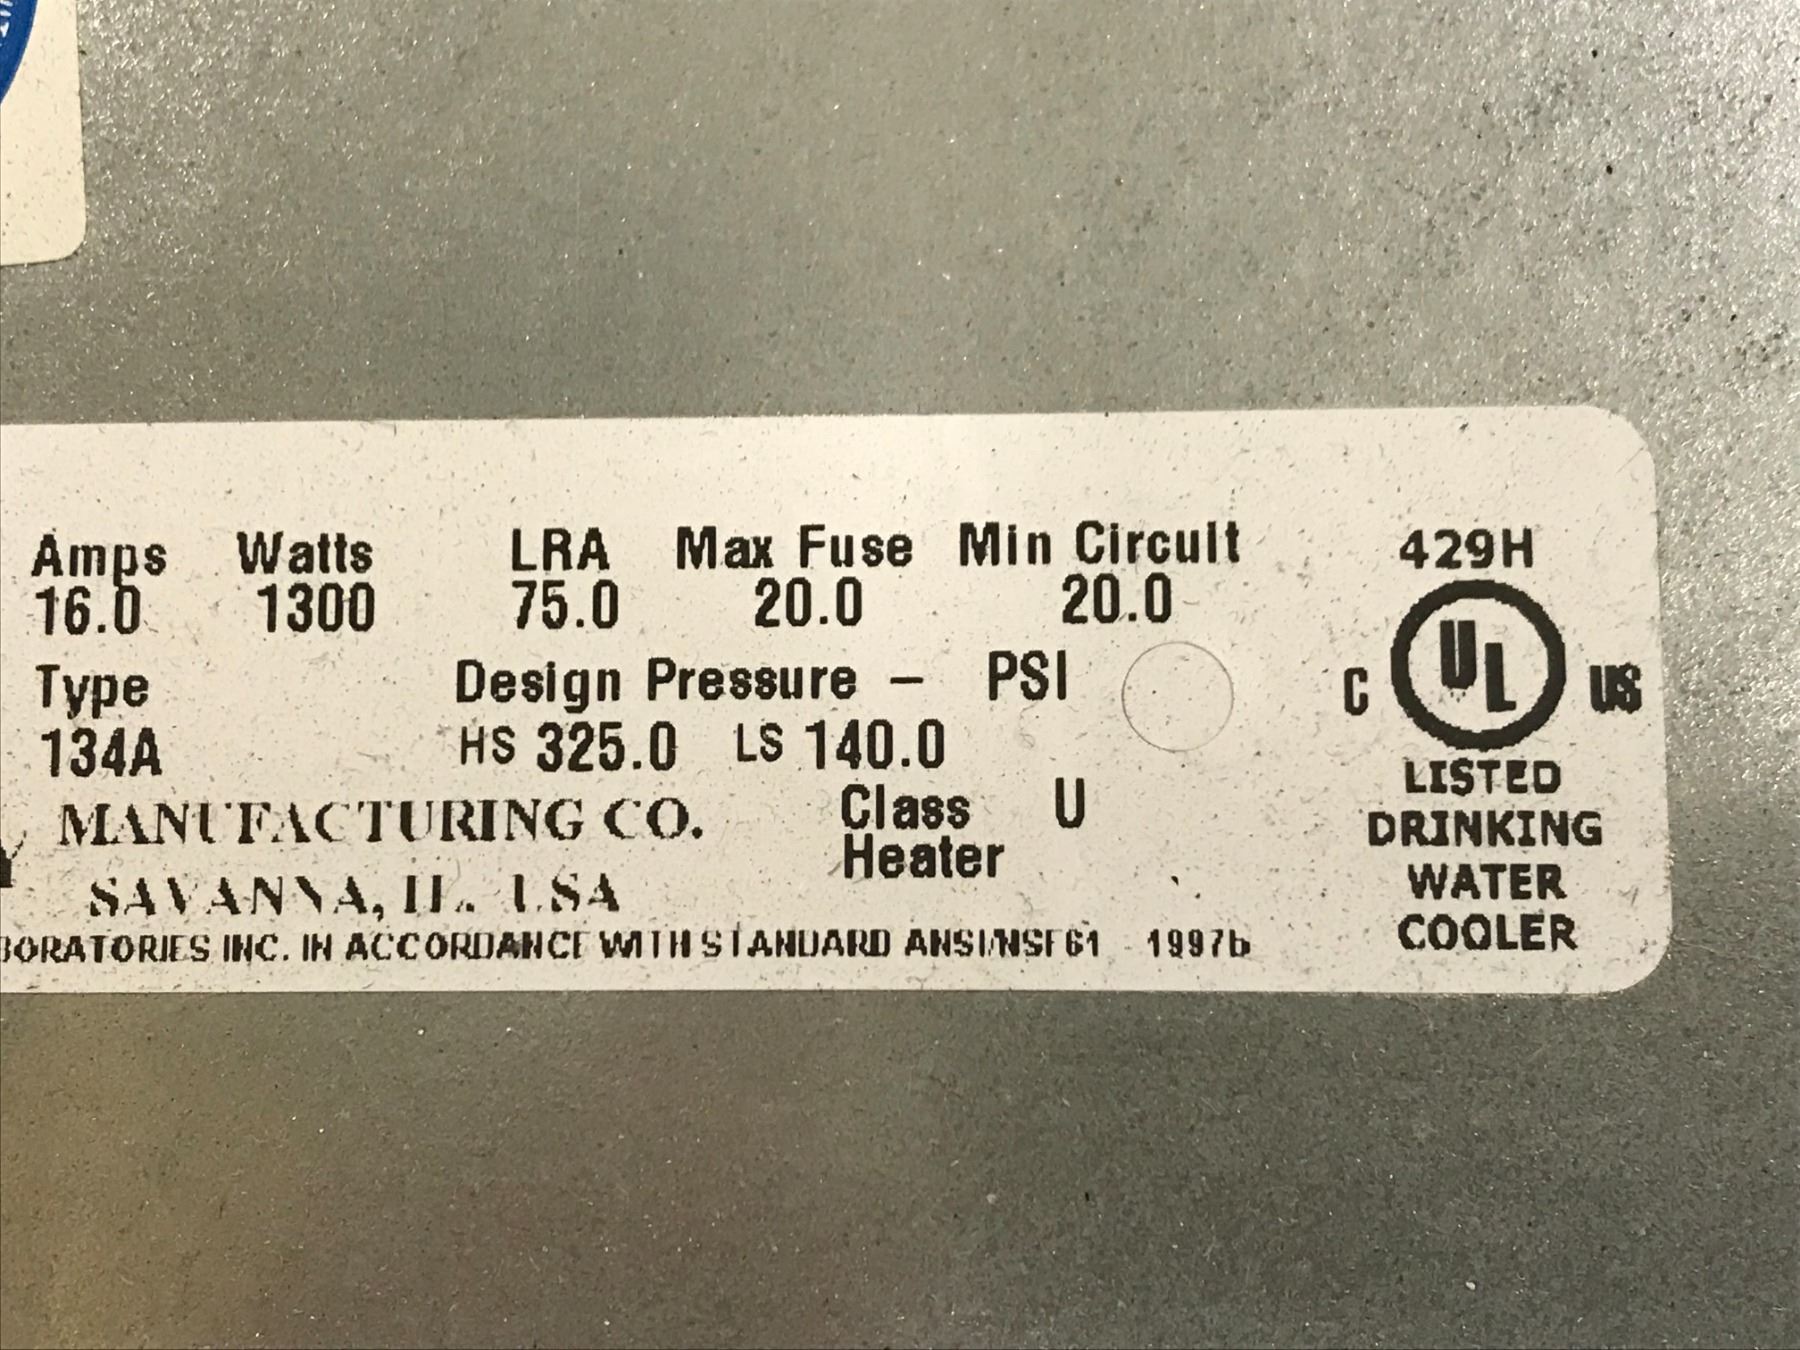 Amps Watts LRA Max Fuse Min Circuit
16.0 1300 75.0 20.0 20.0
429H
Type Design Pressure – PSI
134A HS 325.0 LS 140.0
C UL US
MANUFACTURING CO. Class U
Heater
SAVANNA, IL. USA
LISTED
DRINKING
WATER
COOLER
BORATORIES INC. IN ACCORDANCE WITH STANDARD ANSI/NSF61 - 1997b